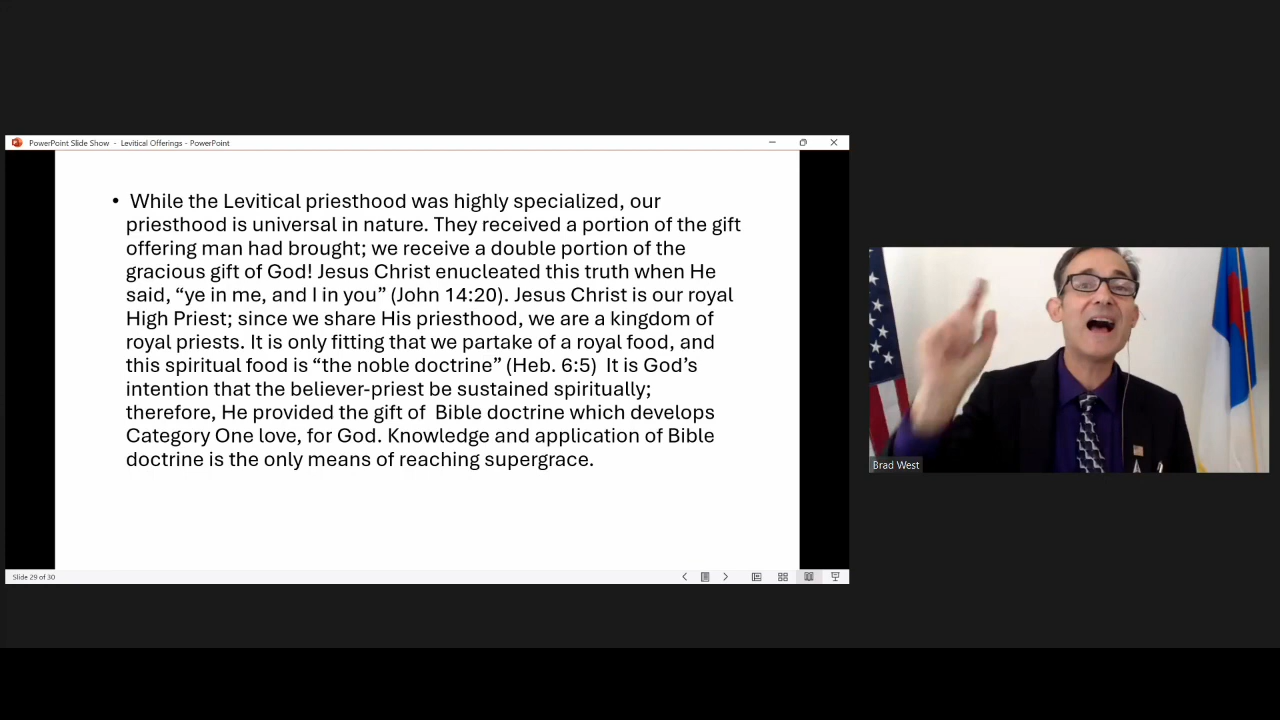 PowerPoint Slide Show - Levitical Offerings - PowerPoint
• While the Levitical priesthood was highly specialized, our
priesthood is universal in nature. They received a portion of the gift
offering man had brought; we receive a double portion of the
gracious gift of God! Jesus Christ enucleated this truth when He
said, “ye in me, and I in you” (John 14:20). Jesus Christ is our royal
High Priest; since we share His priesthood, we are a kingdom of
royal priests. It is only fitting that we partake of a royal food, and
this spiritual food is “the noble doctrine” (Heb. 6:5)  It is God’s
intention that the believer-priest be sustained spiritually;
therefore, He provided the gift of  Bible doctrine which develops
Category One love, for God. Knowledge and application of Bible
doctrine is the only means of reaching supergrace.
Slide 29 of 30
Brad West